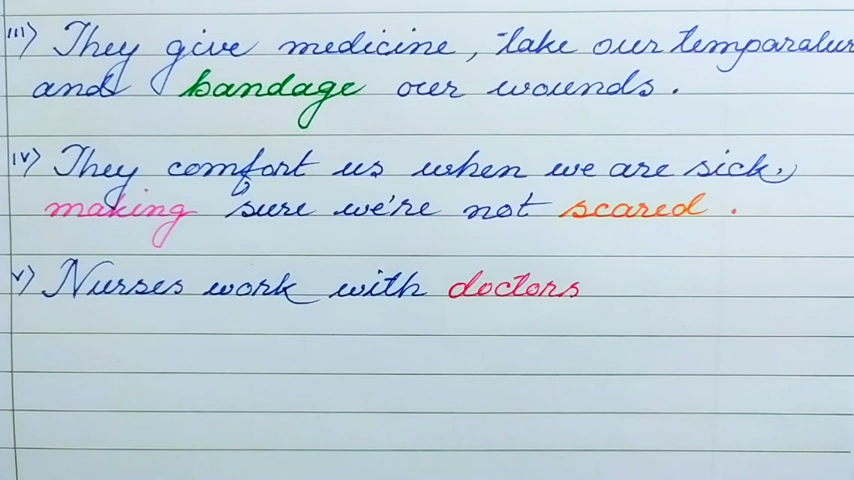 iii) They give medicine, take our temparatur
and bandage our wounds.
iv) They comfort us when we are sick,
making sure we're not scared.
v) Nurses work with doctors